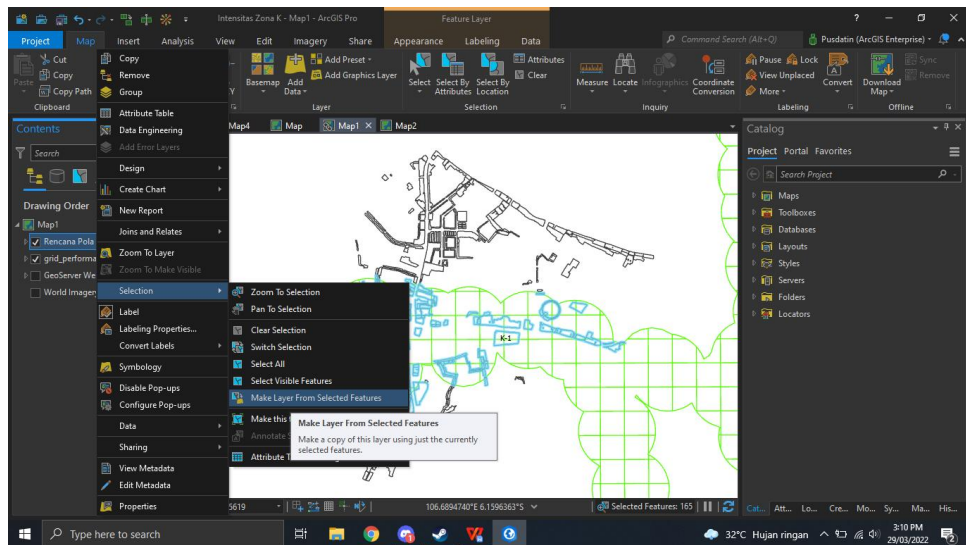 Intensitas Zona K - Map1 - ArcGIS Pro
Feature Layer
?
Project Map Insert Analysis View Edit Imagery Share Appearance Labeling Data
Command Search (Alt+Q)
Pusdatin (ArcGIS Enterprise)
Paste
Cut
Copy
Copy Path
Clipboard
Basemap
Add Data
Add Preset
Add Graphics Layer
Layer
Select
Select By Attributes
Select By Location
Attributes
Clear
Selection
Measure
Locate
Infographics
Coordinate Conversion
Inquiry
Pause
Lock
View Unplaced
More
Convert
Labeling
Download Map
Sync
Remove
Offline
Contents
Search
Drawing Order
Map1
Rencana Pola
grid_performa
GeoServer We
World Imagery
Copy
Remove
Group
Attribute Table
Data Engineering
Add Error Layers
Design
Create Chart
New Report
Joins and Relates
Zoom To Layer
Zoom To Make Visible
Selection
Label
Labeling Properties...
Convert Labels
Symbology
Disable Pop-ups
Configure Pop-ups
Data
Sharing
View Metadata
Edit Metadata
Properties
Zoom To Selection
Pan To Selection
Clear Selection
Switch Selection
Select All
Select Visible Features
Make Layer From Selected Features
Make this
Annotate
Attribute T
Make Layer From Selected Features
Make a copy of this layer using just the currently
selected features.
Map4 Map Map1 Map2
K-1
Catalog
Project Portal Favorites
Search Project
Maps
Toolboxes
Databases
Layouts
Styles
Servers
Folders
Locators
5619
106.6894740°E 6.1596363°S
Selected Features: 165
Cat... Att... Lo... Cre... Mo... Sy... Ma... His...
Type here to search
32°C Hujan ringan
3:10 PM
29/03/2022
2